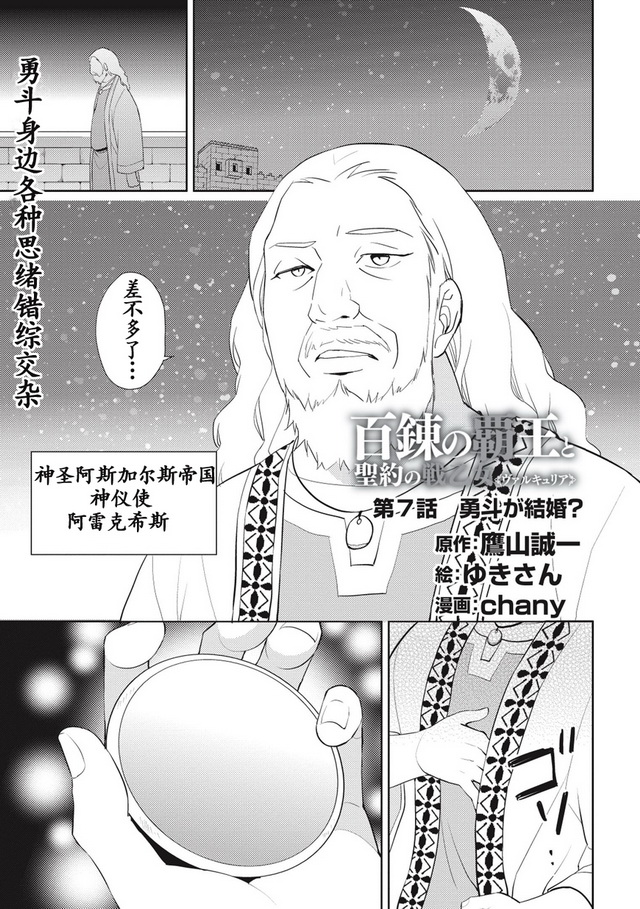 勇斗身边各种思绪错综交杂
差不多了…
百錬の覇王と
聖約の戦乙女《ヴァルキュリア》
第7話　勇斗が結婚？
原作：鷹山誠一
絵：ゆきさん
漫画：chany
神圣阿斯加尔斯帝国
神仪使
阿雷克希斯
ゴソ